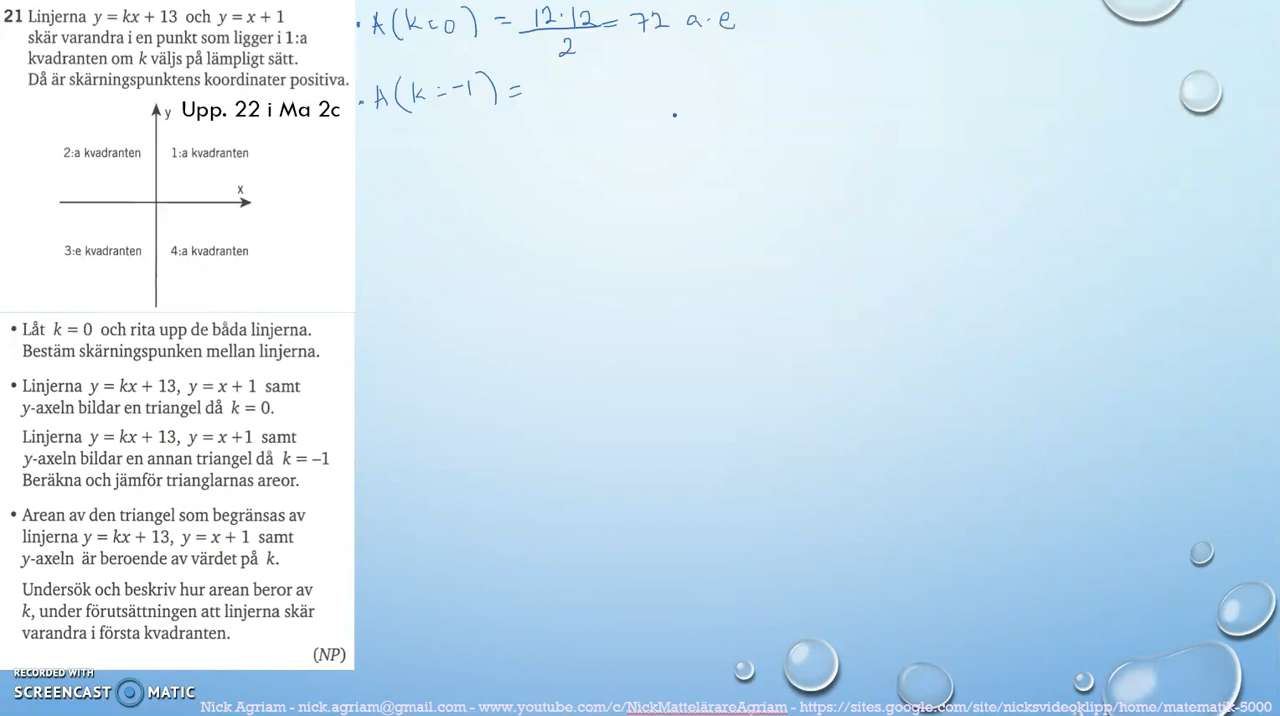 21 Linjerna y = kx + 13 och y = x + 1
skär varandra i en punkt som ligger i 1:a
kvadranten om k väljs på lämpligt sätt.
Då är skärningspunktens koordinater positiva.
y Upp. 22 i Ma 2c
2:a kvadranten 1:a kvadranten
x
3:e kvadranten 4:a kvadranten
• Låt k = 0 och rita upp de båda linjerna.
Bestäm skärningspunken mellan linjerna.
• Linjerna y = kx + 13, y = x + 1 samt
y-axeln bildar en triangel då k = 0.
Linjerna y = kx + 13, y = x +1 samt
y-axeln bildar en annan triangel då k = –1
Beräkna och jämför trianglarnas areor.
• Arean av den triangel som begränsas av
linjerna y = kx + 13, y = x + 1 samt
y-axeln är beroende av värdet på k.
Undersök och beskriv hur arean beror av
k, under förutsättningen att linjerna skär
varandra i första kvadranten.
(NP)
• A(k=0) = 12·12/2 = 72 a·e
• A(k=-1) =
RECORDED WITH
SCREENCAST MATIC
Nick Agriam - nick.agriam@gmail.com - www.youtube.com/c/NickMattelärareAgriam - https://sites.google.com/site/nicksvideoklipp/home/matematik-5000